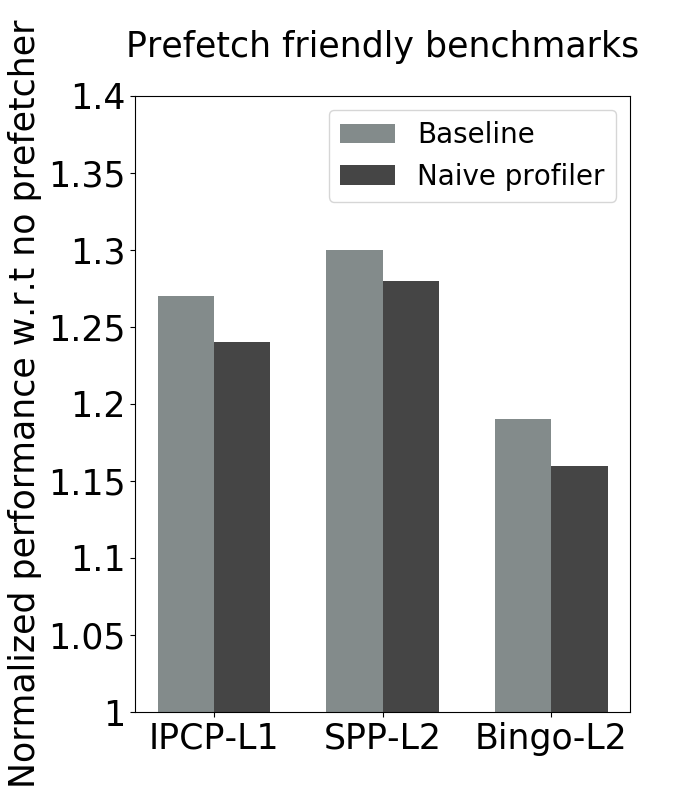 Prefetch friendly benchmarks
Normalized performance w.r.t no prefetcher
1.4
1.35
1.3
1.25
1.2
1.15
1.1
1.05
1
Baseline
Naive profiler
IPCP-L1
SPP-L2
Bingo-L2